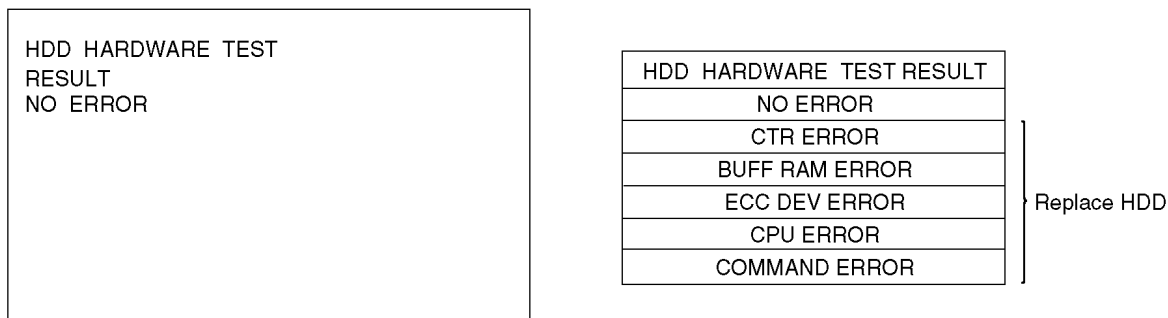 HDD HARDWARE TEST
RESULT
NO ERROR
HDD HARDWARE TEST RESULT
NO ERROR
CTR ERROR
BUFF RAM ERROR
ECC DEV ERROR
CPU ERROR
COMMAND ERROR
Replace HDD